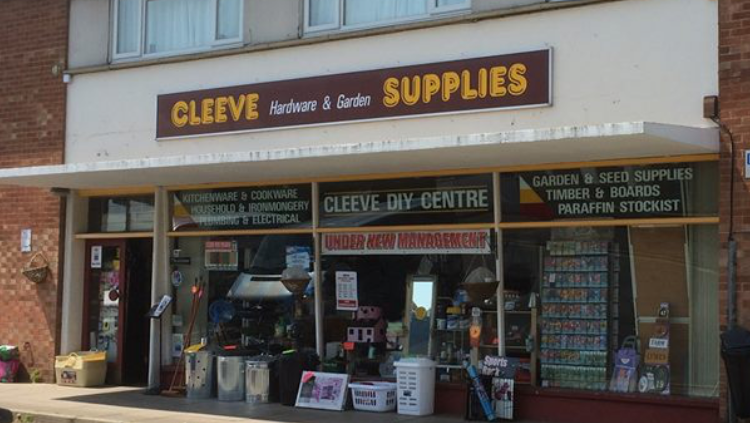 CLEEVE Hardware & Garden SUPPLIES
KITCHENWARE & COOKWARE
HOUSEHOLD & IRONMONGERY
PLUMBING & ELECTRICAL
CLEEVE DIY CENTRE
GARDEN & SEED SUPPLIES
TIMBER & BOARDS
PARAFFIN STOCKIST
UNDER NEW MANAGEMENT
Sports